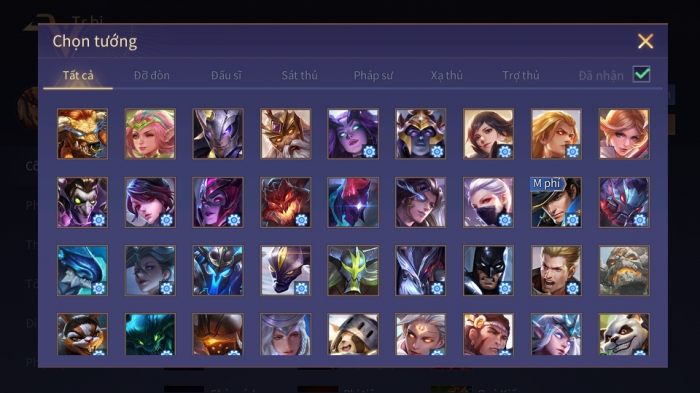 Trị
Chọn tướng
Tất cả
Đỡ đòn
Đấu sĩ
Sát thủ
Pháp sư
Xạ thủ
Trợ thủ
Đã nhận
M phí